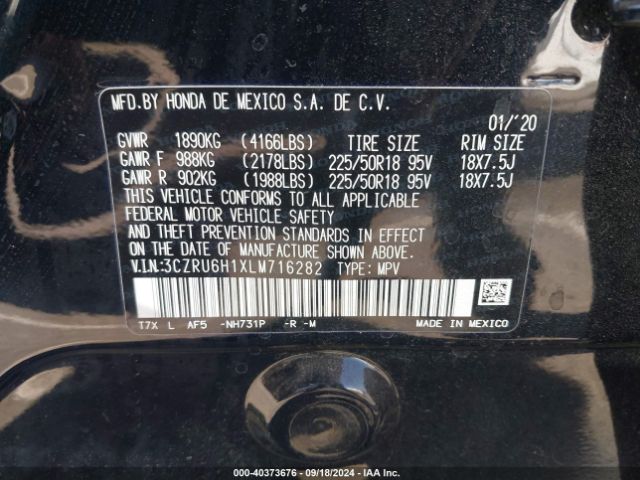 MFD.BY HONDA DE MEXICO S.A. DE C.V.
01/'20
GVWR 1890KG (4166LBS) TIRE SIZE RIM SIZE
GAWR F 988KG (2178LBS) 225/50R18 95V 18X7.5J
GAWR R 902KG (1988LBS) 225/50R18 95V 18X7.5J
THIS VEHICLE CONFORMS TO ALL APPLICABLE
FEDERAL MOTOR VEHICLE SAFETY
AND THEFT PREVENTION STANDARDS IN EFFECT
ON THE DATE OF MANUFACTURE SHOWN ABOVE.
V.I.N:3CZRU6H1XLM716282 TYPE: MPV
T7X L AF5 -NH731P -R -M
MADE IN MEXICO
000-40373676 - 09/18/2024 - IAAI.com